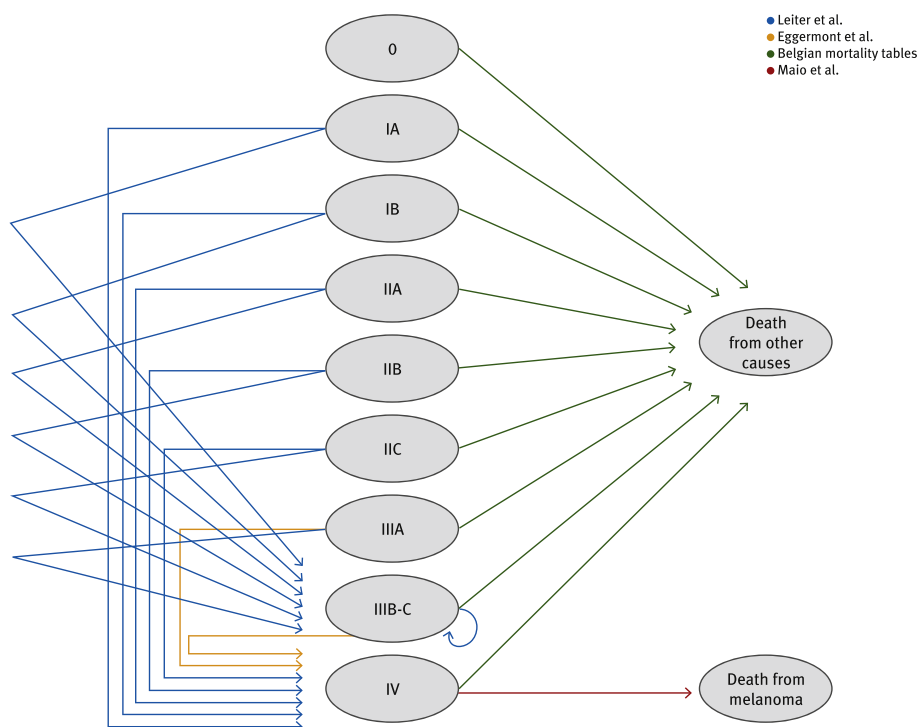 Leiter et al.
Eggermont et al.
Belgian mortality tables
Maio et al.
0
IA
IB
IIA
IIB
IIC
IIIA
IIIB-C
IV
Death
from other
causes
Death from
melanoma